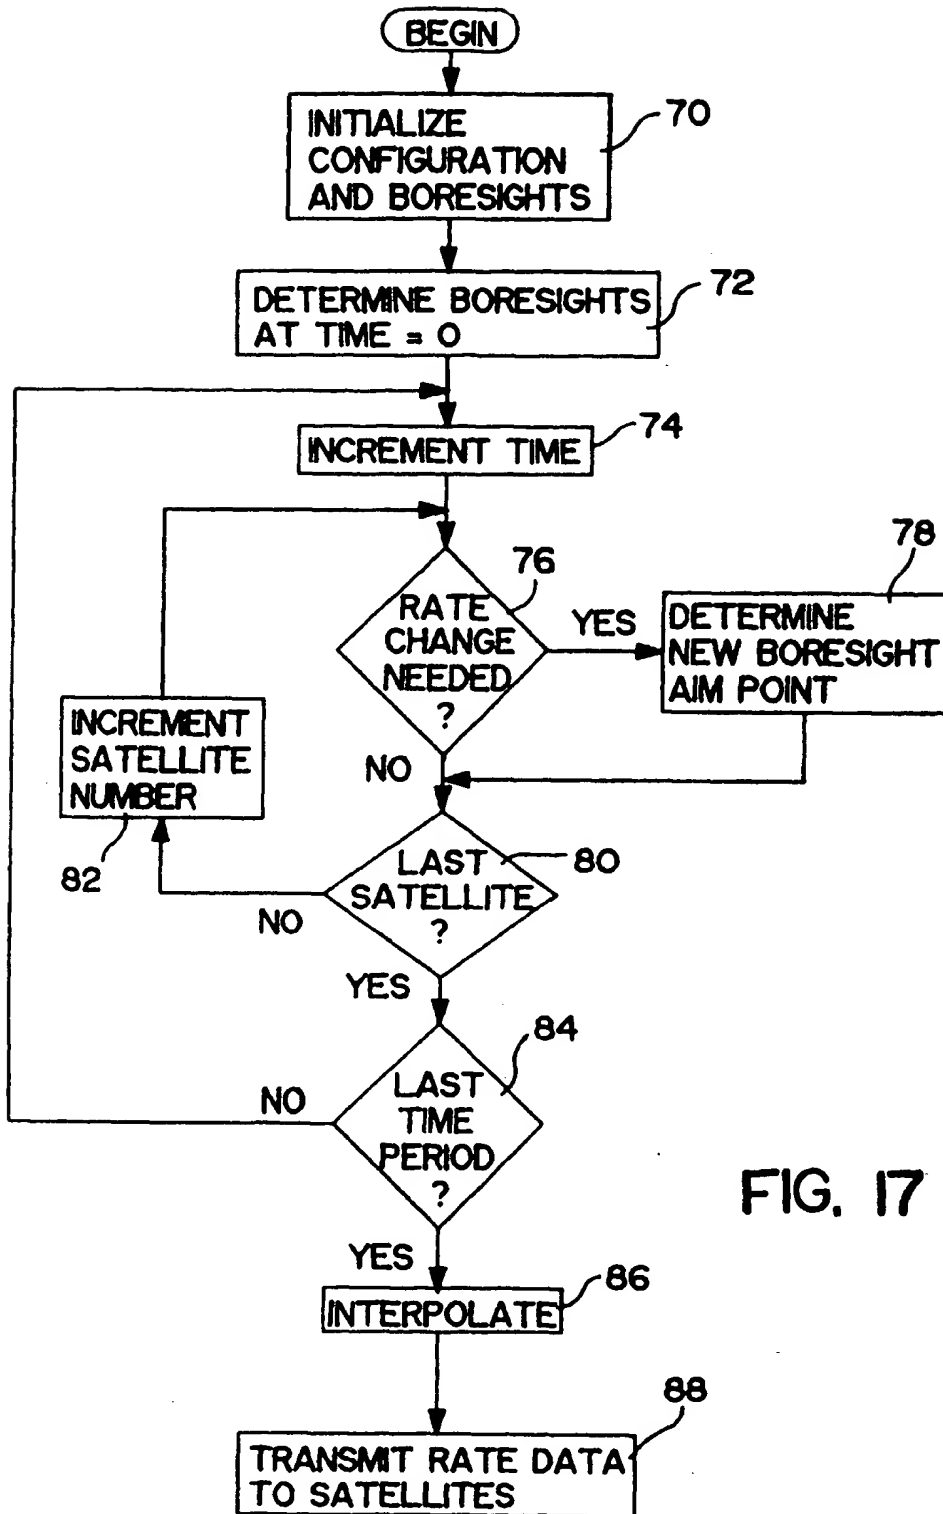 BEGIN
INITIALIZE
CONFIGURATION
AND BORESIGHTS
70
DETERMINE BORESIGHTS
AT TIME = 0
72
INCREMENT TIME
74
RATE
CHANGE
NEEDED
?
76
YES
DETERMINE
NEW BORESIGHT
AIM POINT
78
NO
INCREMENT
SATELLITE
NUMBER
82
LAST
SATELLITE
?
80
NO
YES
LAST
TIME
PERIOD
?
84
NO
YES
FIG. 17
INTERPOLATE
86
TRANSMIT RATE DATA
TO SATELLITES
88